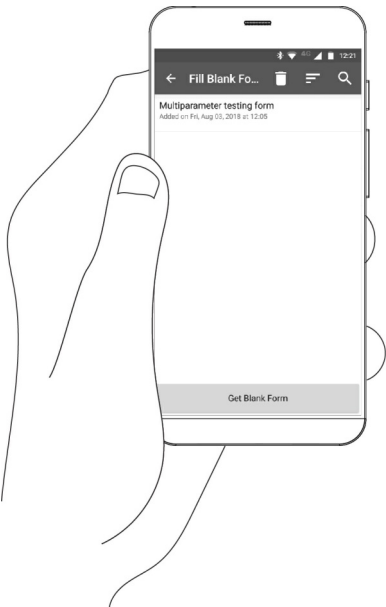 4G 12:21
Fill Blank Fo...
Multiparameter testing form
Added on Fri, Aug 03, 2018 at 12:05
Get Blank Form